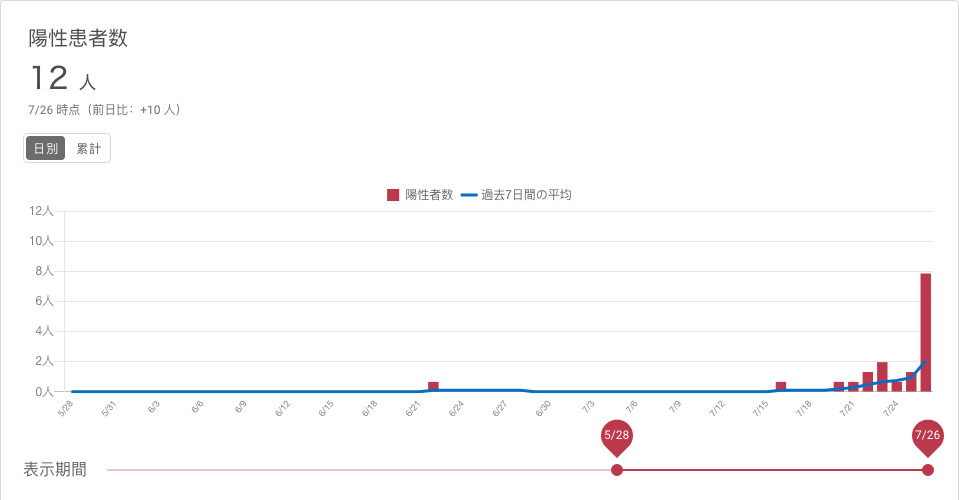 陽性患者数
12 人
7/26 時点（前日比：+10 人）
日別 累計
陽性者数 過去7日間の平均
12人
10人
8人
6人
4人
2人
0人
5/28 5/31 6/3 6/6 6/9 6/12 6/15 6/18 6/21 6/24 6/27 6/30 7/3 7/6 7/9 7/12 7/15 7/18 7/21 7/24
5/28 7/26
表示期間